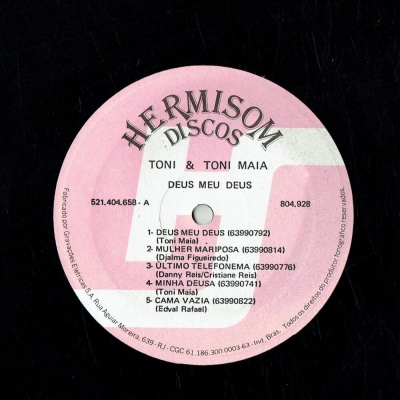 HERMISOM
DISCOS
TONI & TONI MAIA
DEUS MEU DEUS
521.404.658 - A
804.928
1- DEUS MEU DEUS (63990792)
(Toni Maia)
2- MULHER MARIPOSA (63990814)
(Djalma Figueiredo)
3- ÚLTIMO TELEFONEMA (63990776)
(Danny Reis/Cristiane Reis)
4- MINHA DEUSA (63990741)
(Toni Maia)
5- CAMA VAZIA (63990822)
(Edval Rafael)
Fabricado por Gravações Elétricas S.A. Rua Aguiar Moreira, 639 - RJ - CGC 61.186.300.0003-63 - Ind. Bras. Todos os direitos do produtor fonográfico reservados.